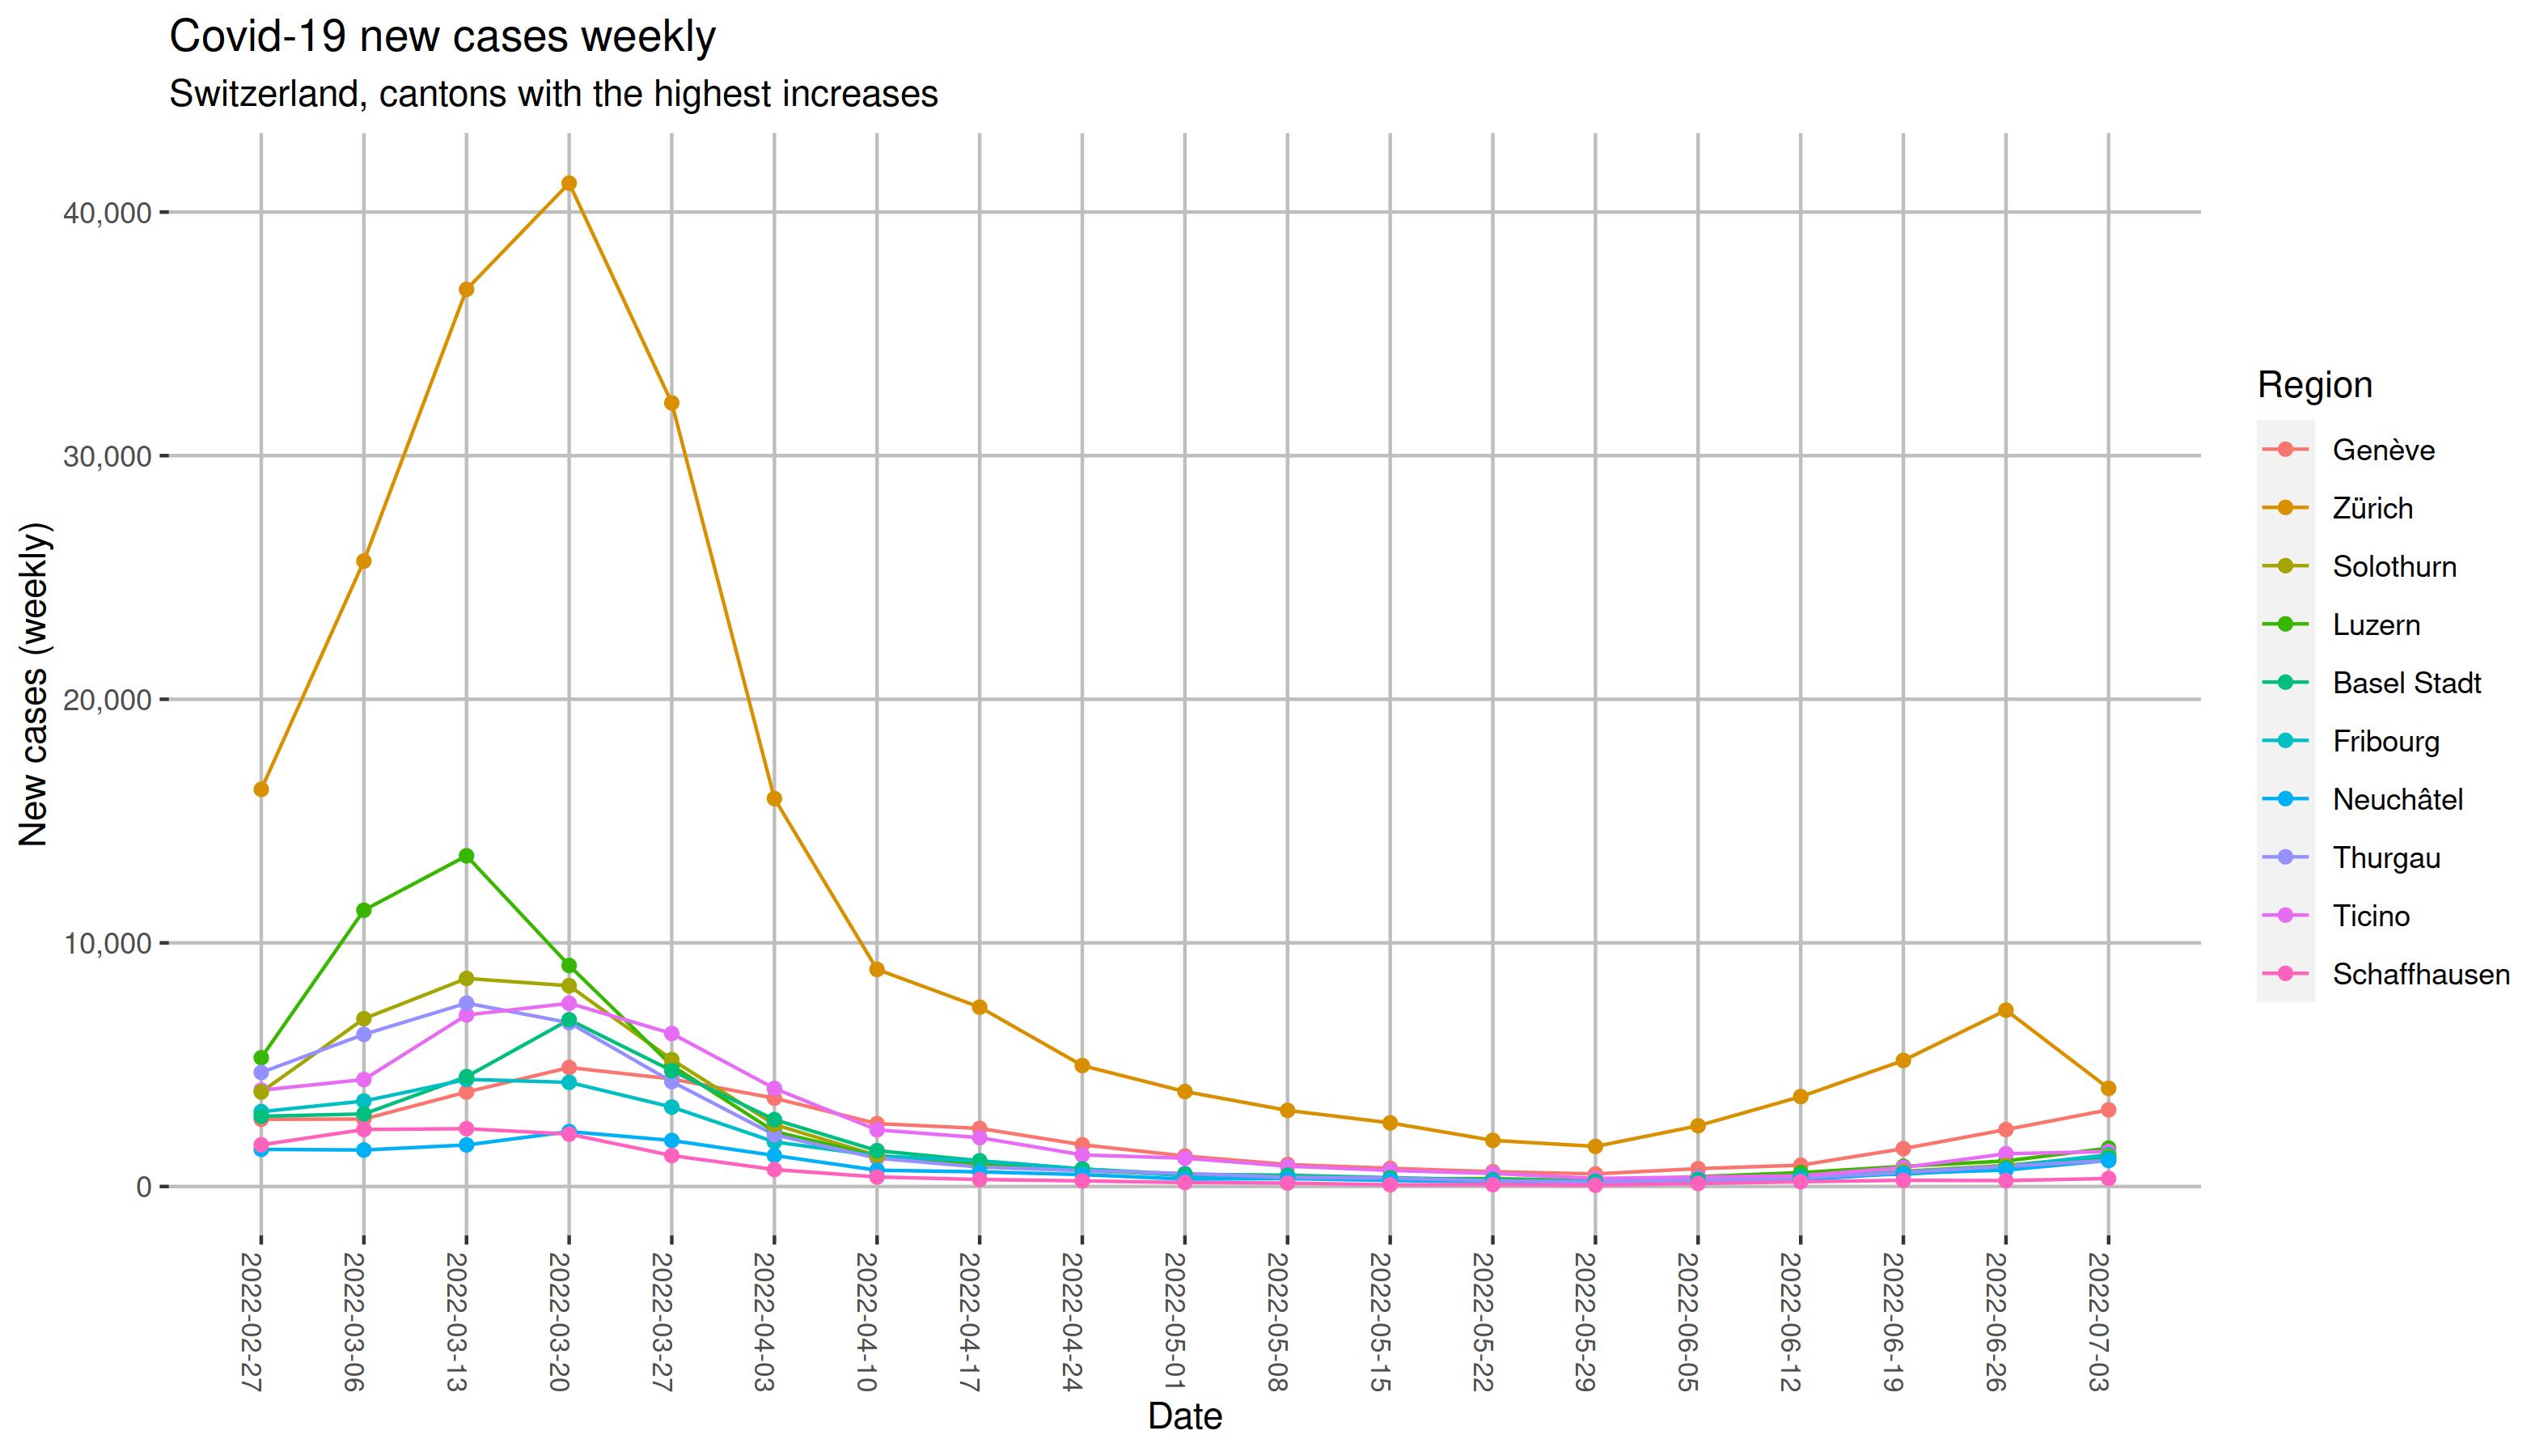 Covid-19 new cases weekly
Switzerland, cantons with the highest increases
New cases (weekly)
40,000
30,000
20,000
10,000
0
2022-02-27
2022-03-06
2022-03-13
2022-03-20
2022-03-27
2022-04-03
2022-04-10
2022-04-17
2022-04-24
2022-05-01
2022-05-08
2022-05-15
2022-05-22
2022-05-29
2022-06-05
2022-06-12
2022-06-19
2022-06-26
2022-07-03
Date
Region
Genève
Zürich
Solothurn
Luzern
Basel Stadt
Fribourg
Neuchâtel
Thurgau
Ticino
Schaffhausen